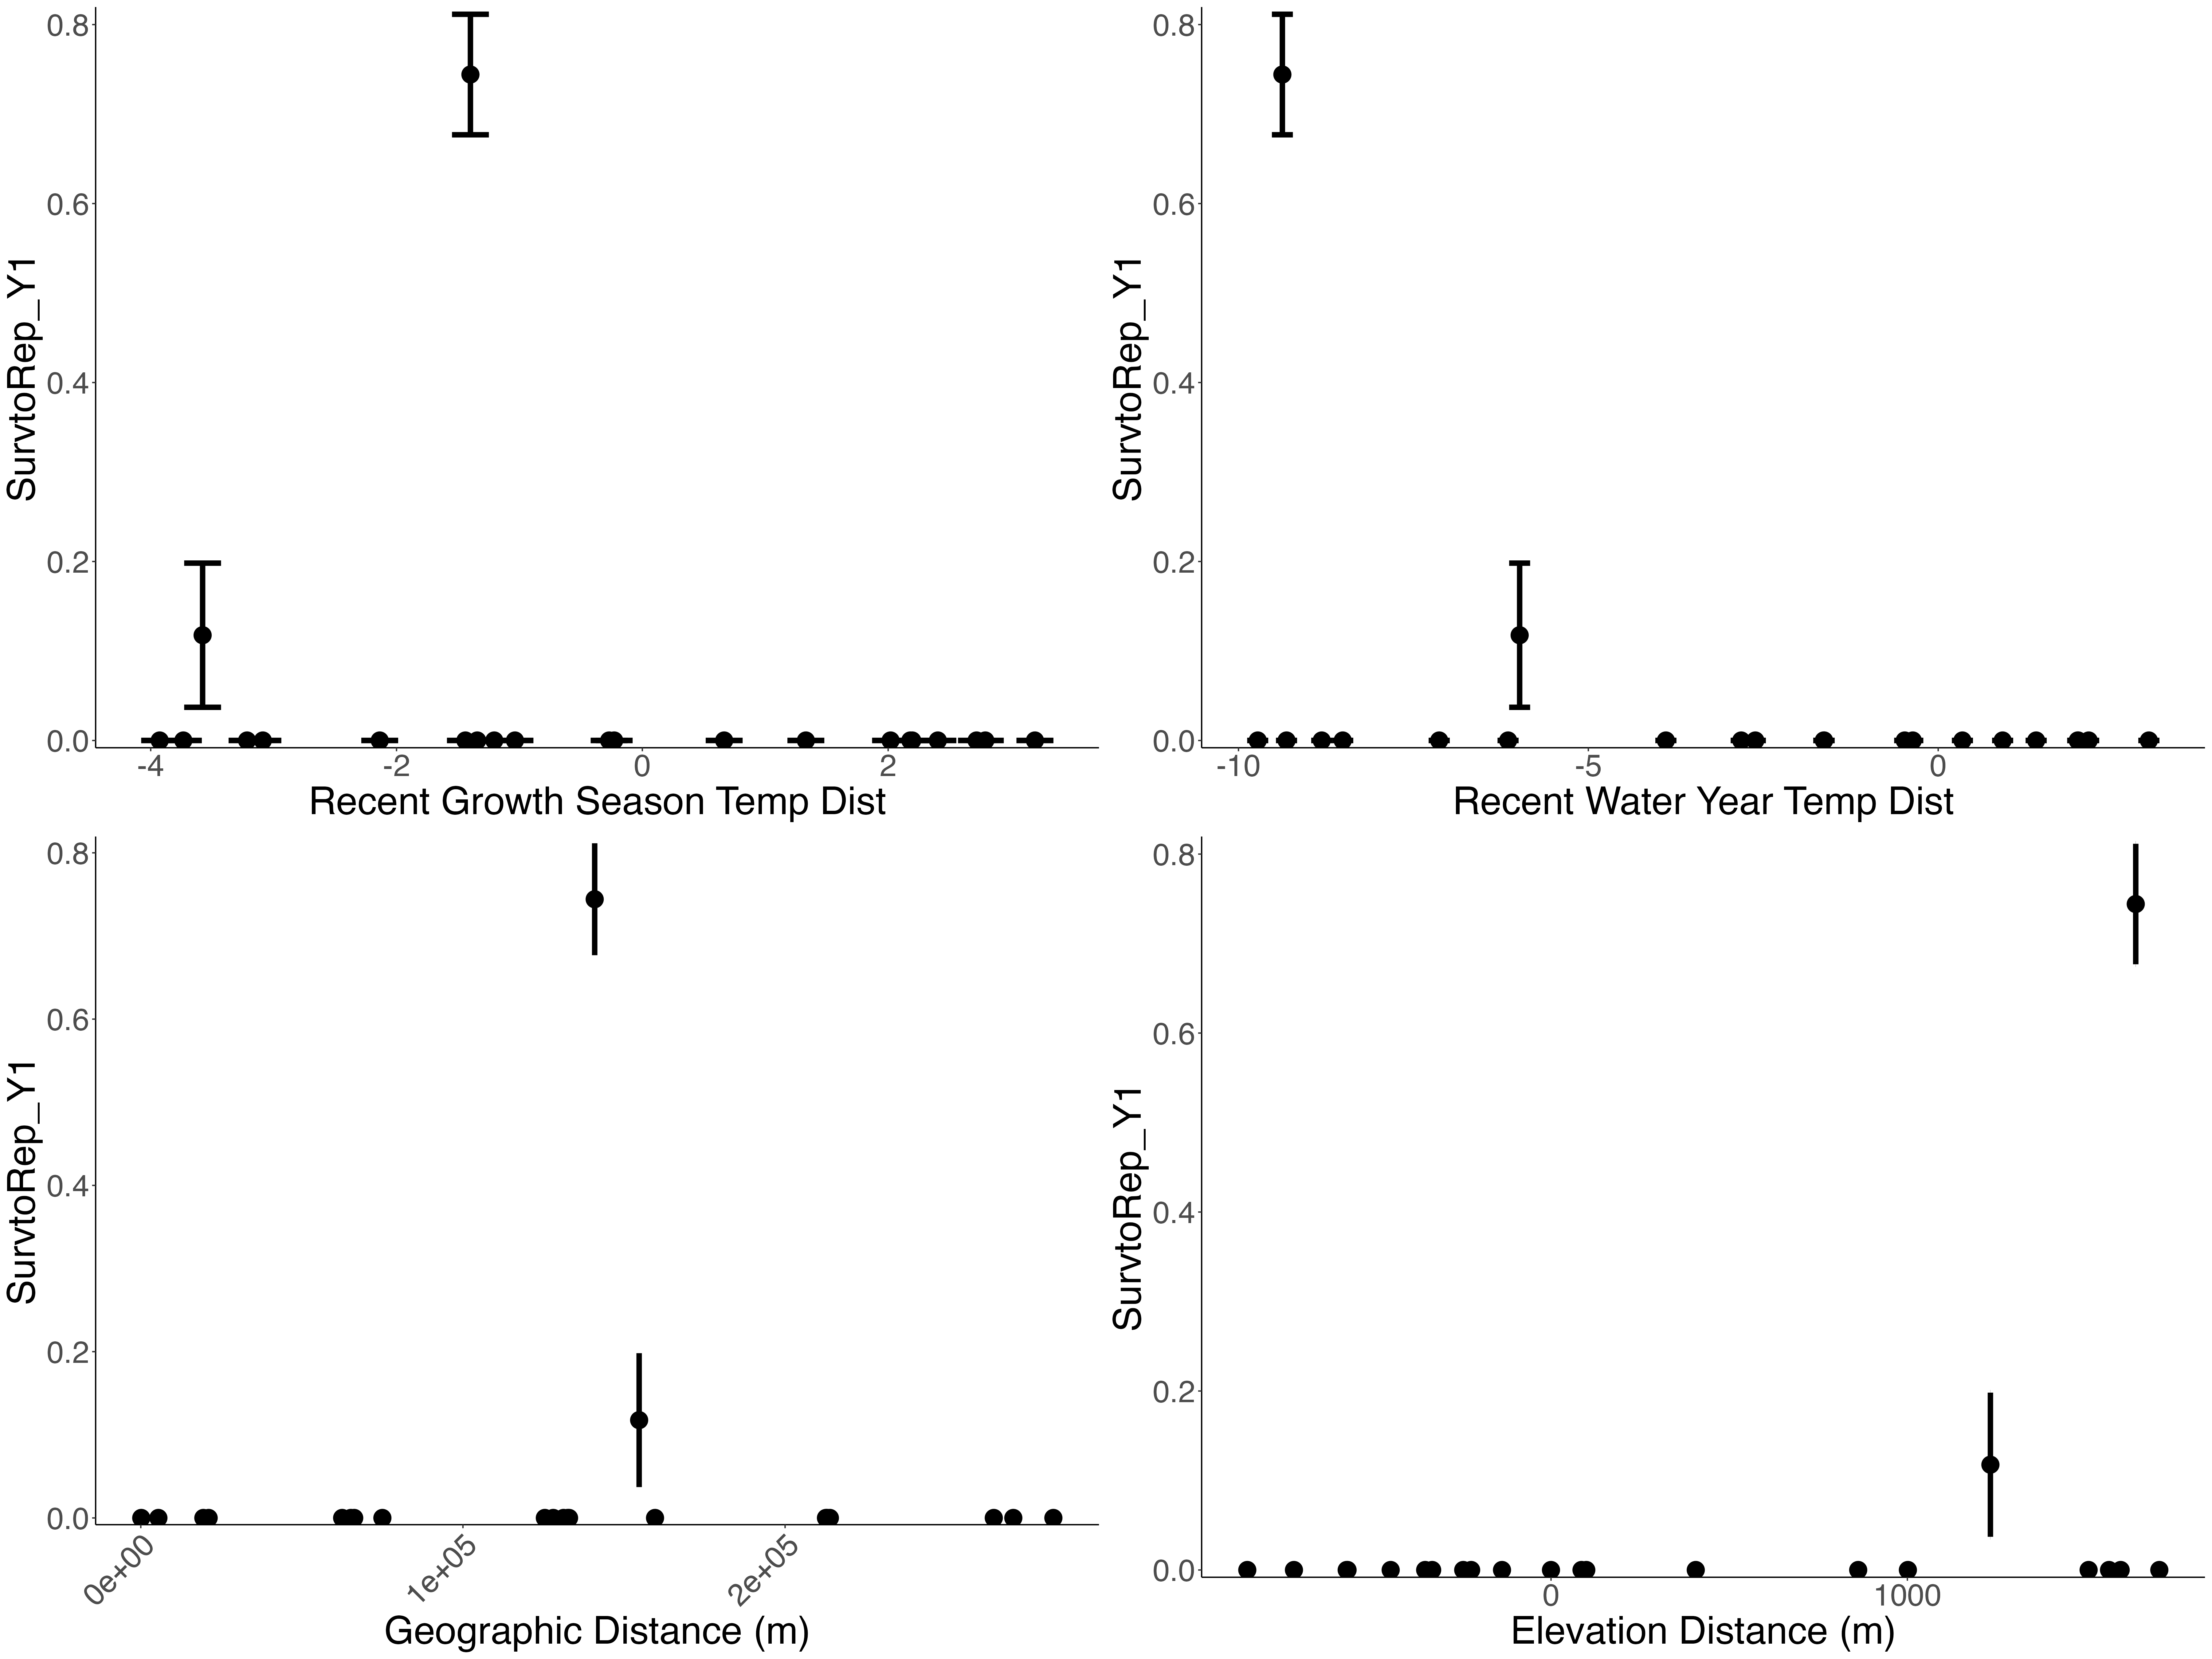 0.8
0.6
0.4
0.2
0.0
SurvtoRep_Y1
-4 -2 0 2
Recent Growth Season Temp Dist
0.8
0.6
0.4
0.2
0.0
SurvtoRep_Y1
-10 -5 0
Recent Water Year Temp Dist
0.8
0.6
0.4
0.2
0.0
SurvtoRep_Y1
0e+00 1e+05 2e+05
Geographic Distance (m)
0.8
0.6
0.4
0.2
0.0
SurvtoRep_Y1
0 1000
Elevation Distance (m)